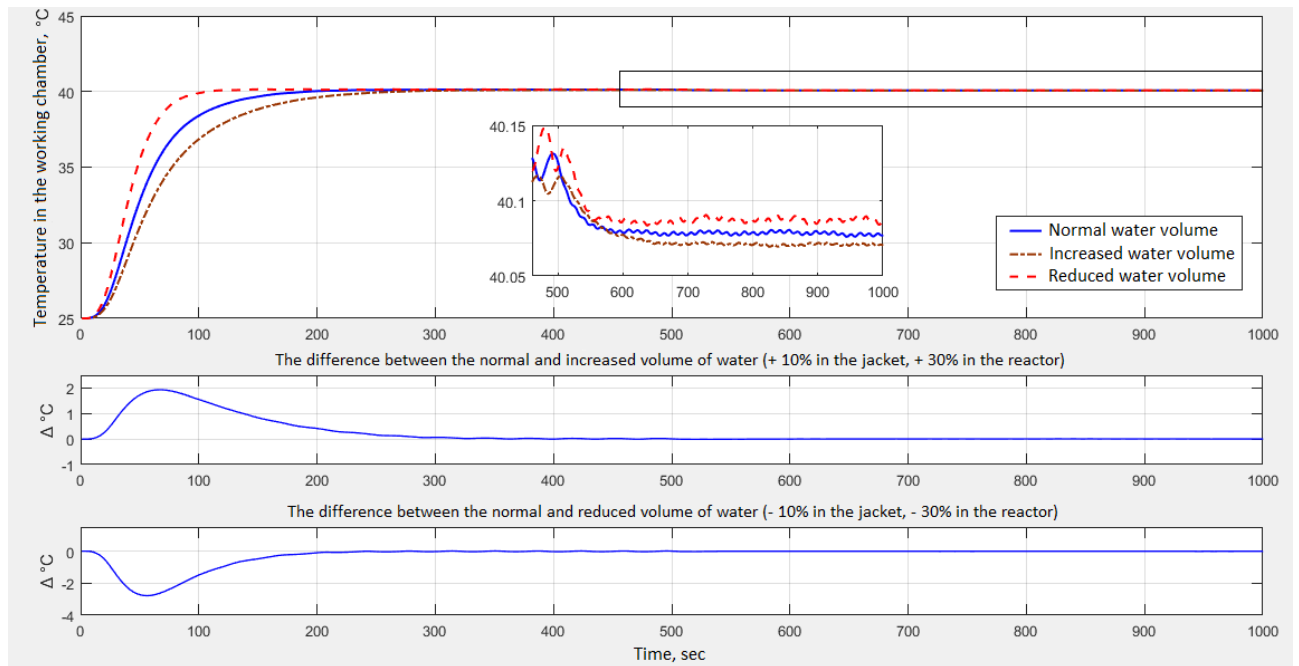 Temperature in the working chamber, °C
45
40
35
30
25
0 100 200 300 400 500 600 700 800 900 1000
40.15
40.1
40.05
500 600 700 800 900 1000
Normal water volume
Increased water volume
Reduced water volume
The difference between the normal and increased volume of water (+ 10% in the jacket, + 30% in the reactor)
Δ °C
2
1
0
-1
0 100 200 300 400 500 600 700 800 900 1000
The difference between the normal and reduced volume of water (- 10% in the jacket, - 30% in the reactor)
Δ °C
0
-2
-4
0 100 200 300 400 500 600 700 800 900 1000
Time, sec